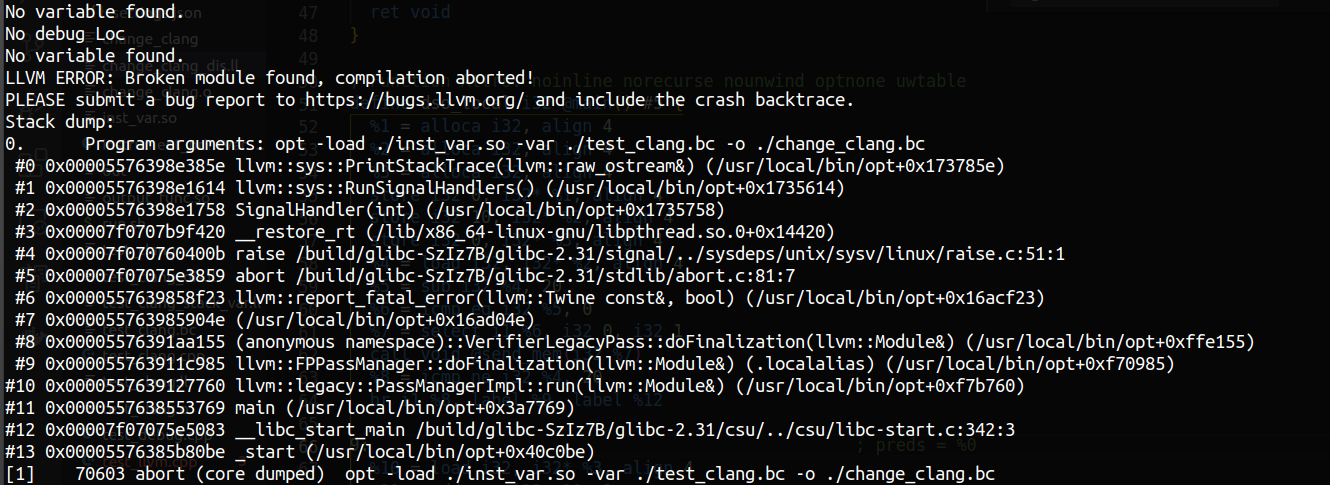 No variable found.
No debug Loc
No variable found.
LLVM ERROR: Broken module found, compilation aborted!
PLEASE submit a bug report to https://bugs.llvm.org/ and include the crash backtrace.
Stack dump:
0.      Program arguments: opt -load ./inst_var.so -var ./test_clang.bc -o ./change_clang.bc
 #0 0x00005576398e385e llvm::sys::PrintStackTrace(llvm::raw_ostream&) (/usr/local/bin/opt+0x173785e)
 #1 0x00005576398e1614 llvm::sys::RunSignalHandlers() (/usr/local/bin/opt+0x1735614)
 #2 0x00005576398e1758 SignalHandler(int) (/usr/local/bin/opt+0x1735758)
 #3 0x00007f0707b9f420 __restore_rt (/lib/x86_64-linux-gnu/libpthread.so.0+0x14420)
 #4 0x00007f070760400b raise /build/glibc-SzIz7B/glibc-2.31/signal/../sysdeps/unix/sysv/linux/raise.c:51:1
 #5 0x00007f07075e3859 abort /build/glibc-SzIz7B/glibc-2.31/stdlib/abort.c:81:7
 #6 0x0000557639858f23 llvm::report_fatal_error(llvm::Twine const&, bool) (/usr/local/bin/opt+0x16acf23)
 #7 0x000055763985904e (/usr/local/bin/opt+0x16ad04e)
 #8 0x00005576391aa155 (anonymous namespace)::VerifierLegacyPass::doFinalization(llvm::Module&) (/usr/local/bin/opt+0xffe155)
 #9 0x000055763911c985 llvm::FPPassManager::doFinalization(llvm::Module&) (.localalias) (/usr/local/bin/opt+0xf70985)
#10 0x0000557639127760 llvm::legacy::PassManagerImpl::run(llvm::Module&) (/usr/local/bin/opt+0xf7b760)
#11 0x0000557638553769 main (/usr/local/bin/opt+0x3a7769)
#12 0x00007f07075e5083 __libc_start_main /build/glibc-SzIz7B/glibc-2.31/csu/../csu/libc-start.c:342:3
#13 0x00005576385b80be _start (/usr/local/bin/opt+0x40c0be)
[1]    70603 abort (core dumped)  opt -load ./inst_var.so -var ./test_clang.bc -o ./change_clang.bc
47 ret void
48 }
49
52 %1 = alloca i32, align 4